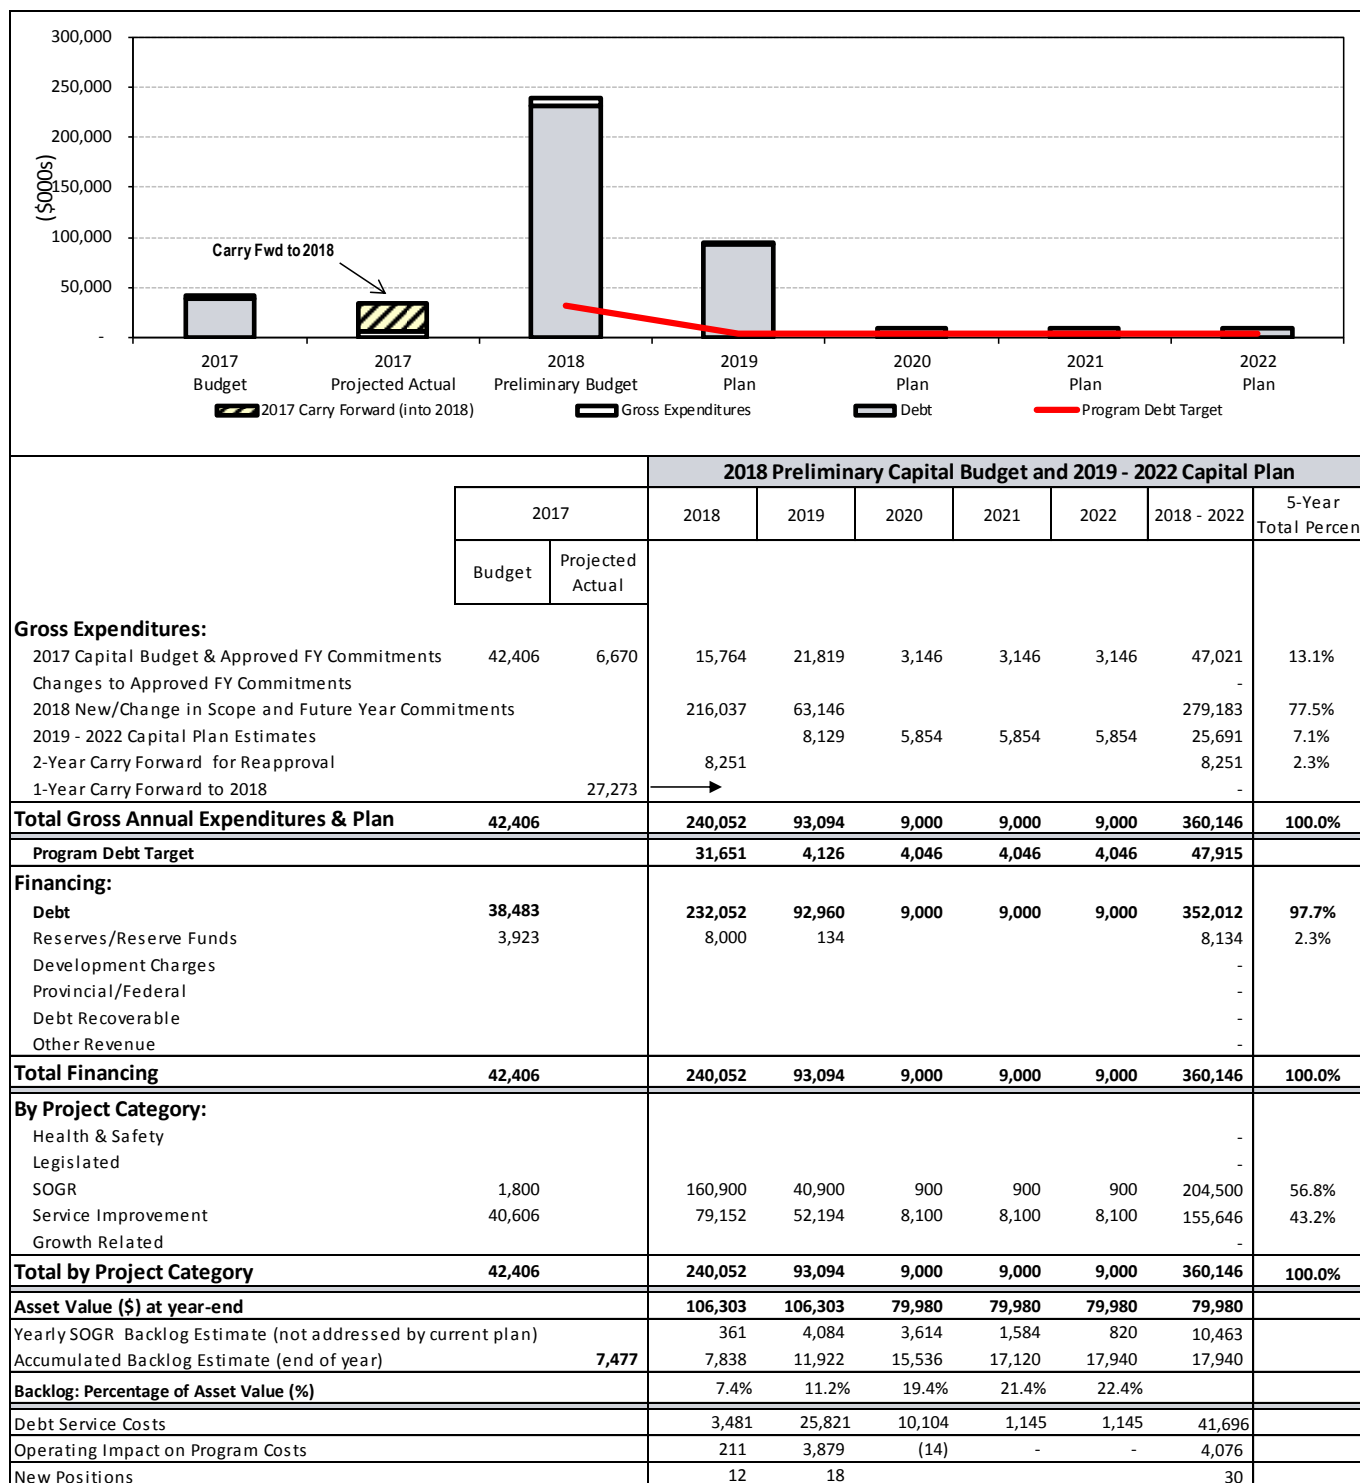 300,000
250,000
200,000
150,000
100,000
50,000
-
($000s)
Carry Fwd to 2018
2017 2017 2018 2019 2020 2021 2022
Budget Projected Actual Preliminary Budget Plan Plan Plan Plan
2017 Carry Forward (into 2018) Gross Expenditures Debt Program Debt Target
2018 Preliminary Capital Budget and 2019 - 2022 Capital Plan
2017 2018 2019 2020 2021 2022 2018 - 2022 5-Year Total Percen
Budget Projected Actual
Gross Expenditures:
2017 Capital Budget & Approved FY Commitments 42,406 6,670 15,764 21,819 3,146 3,146 3,146 47,021 13.1%
Changes to Approved FY Commitments -
2018 New/Change in Scope and Future Year Commitments 216,037 63,146 279,183 77.5%
2019 - 2022 Capital Plan Estimates 8,129 5,854 5,854 5,854 25,691 7.1%
2-Year Carry Forward for Reapproval 8,251 8,251 2.3%
1-Year Carry Forward to 2018 27,273 -
Total Gross Annual Expenditures & Plan 42,406 240,052 93,094 9,000 9,000 9,000 360,146 100.0%
Program Debt Target 31,651 4,126 4,046 4,046 4,046 47,915
Financing:
Debt 38,483 232,052 92,960 9,000 9,000 9,000 352,012 97.7%
Reserves/Reserve Funds 3,923 8,000 134 8,134 2.3%
Development Charges -
Provincial/Federal -
Debt Recoverable -
Other Revenue -
Total Financing 42,406 240,052 93,094 9,000 9,000 9,000 360,146 100.0%
By Project Category:
Health & Safety -
Legislated -
SOGR 1,800 160,900 40,900 900 900 900 204,500 56.8%
Service Improvement 40,606 79,152 52,194 8,100 8,100 8,100 155,646 43.2%
Growth Related -
Total by Project Category 42,406 240,052 93,094 9,000 9,000 9,000 360,146 100.0%
Asset Value ($) at year-end 106,303 106,303 79,980 79,980 79,980 79,980
Yearly SOGR Backlog Estimate (not addressed by current plan) 361 4,084 3,614 1,584 820 10,463
Accumulated Backlog Estimate (end of year) 7,477 7,838 11,922 15,536 17,120 17,940 17,940
Backlog: Percentage of Asset Value (%) 7.4% 11.2% 19.4% 21.4% 22.4%
Debt Service Costs 3,481 25,821 10,104 1,145 1,145 41,696
Operating Impact on Program Costs 211 3,879 (14) - - 4,076
New Positions 12 18 30